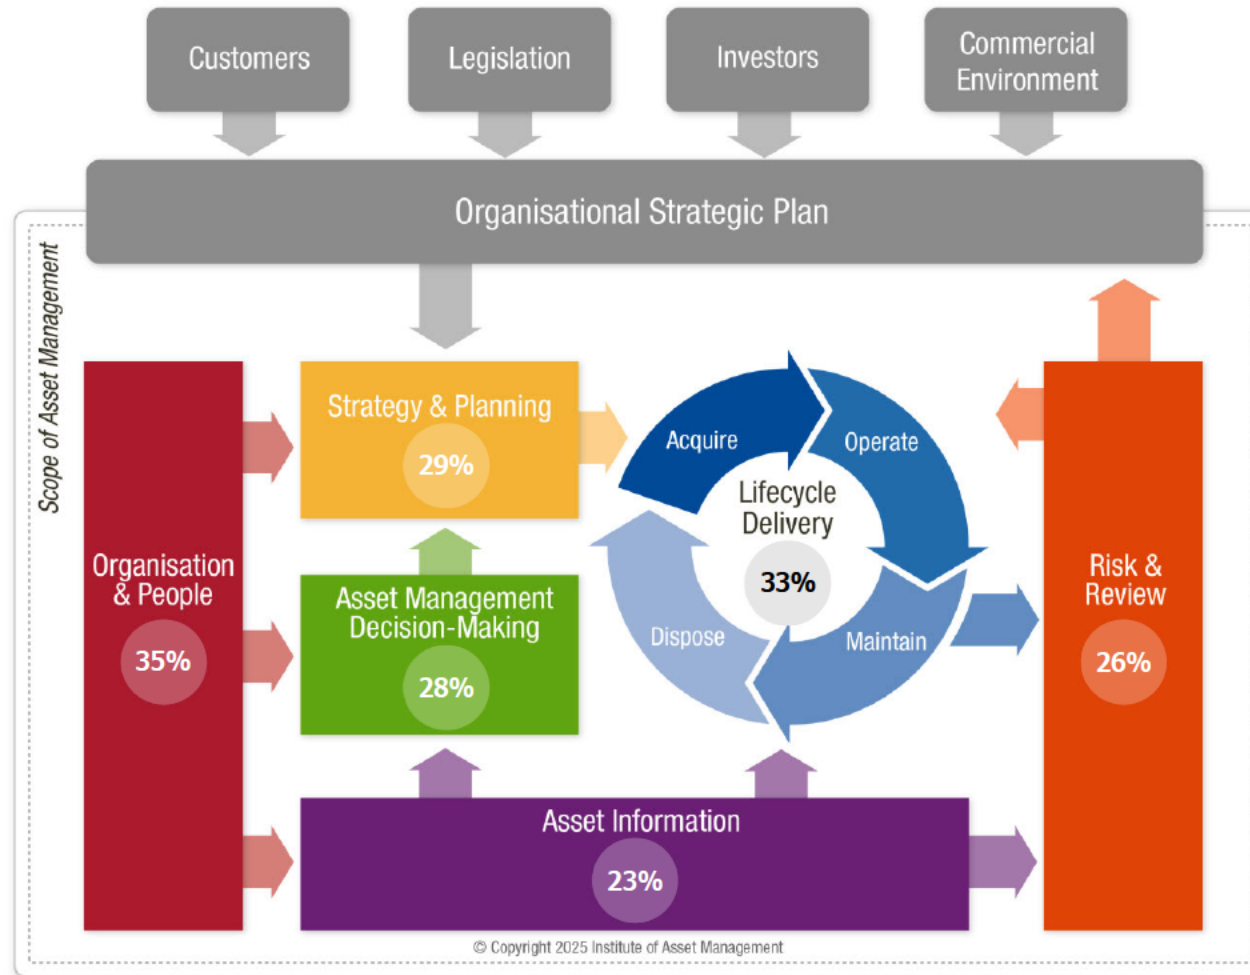 Customers
Legislation
Investors
Commercial
Environment
Organisational Strategic Plan
Scope of Asset Management
Organisation
& People
35%
Strategy & Planning
29%
Asset Management
Decision-Making
28%
Acquire
Operate
Lifecycle
Delivery
33%
Dispose
Maintain
Risk &
Review
26%
Asset Information
23%
© Copyright 2025 Institute of Asset Management